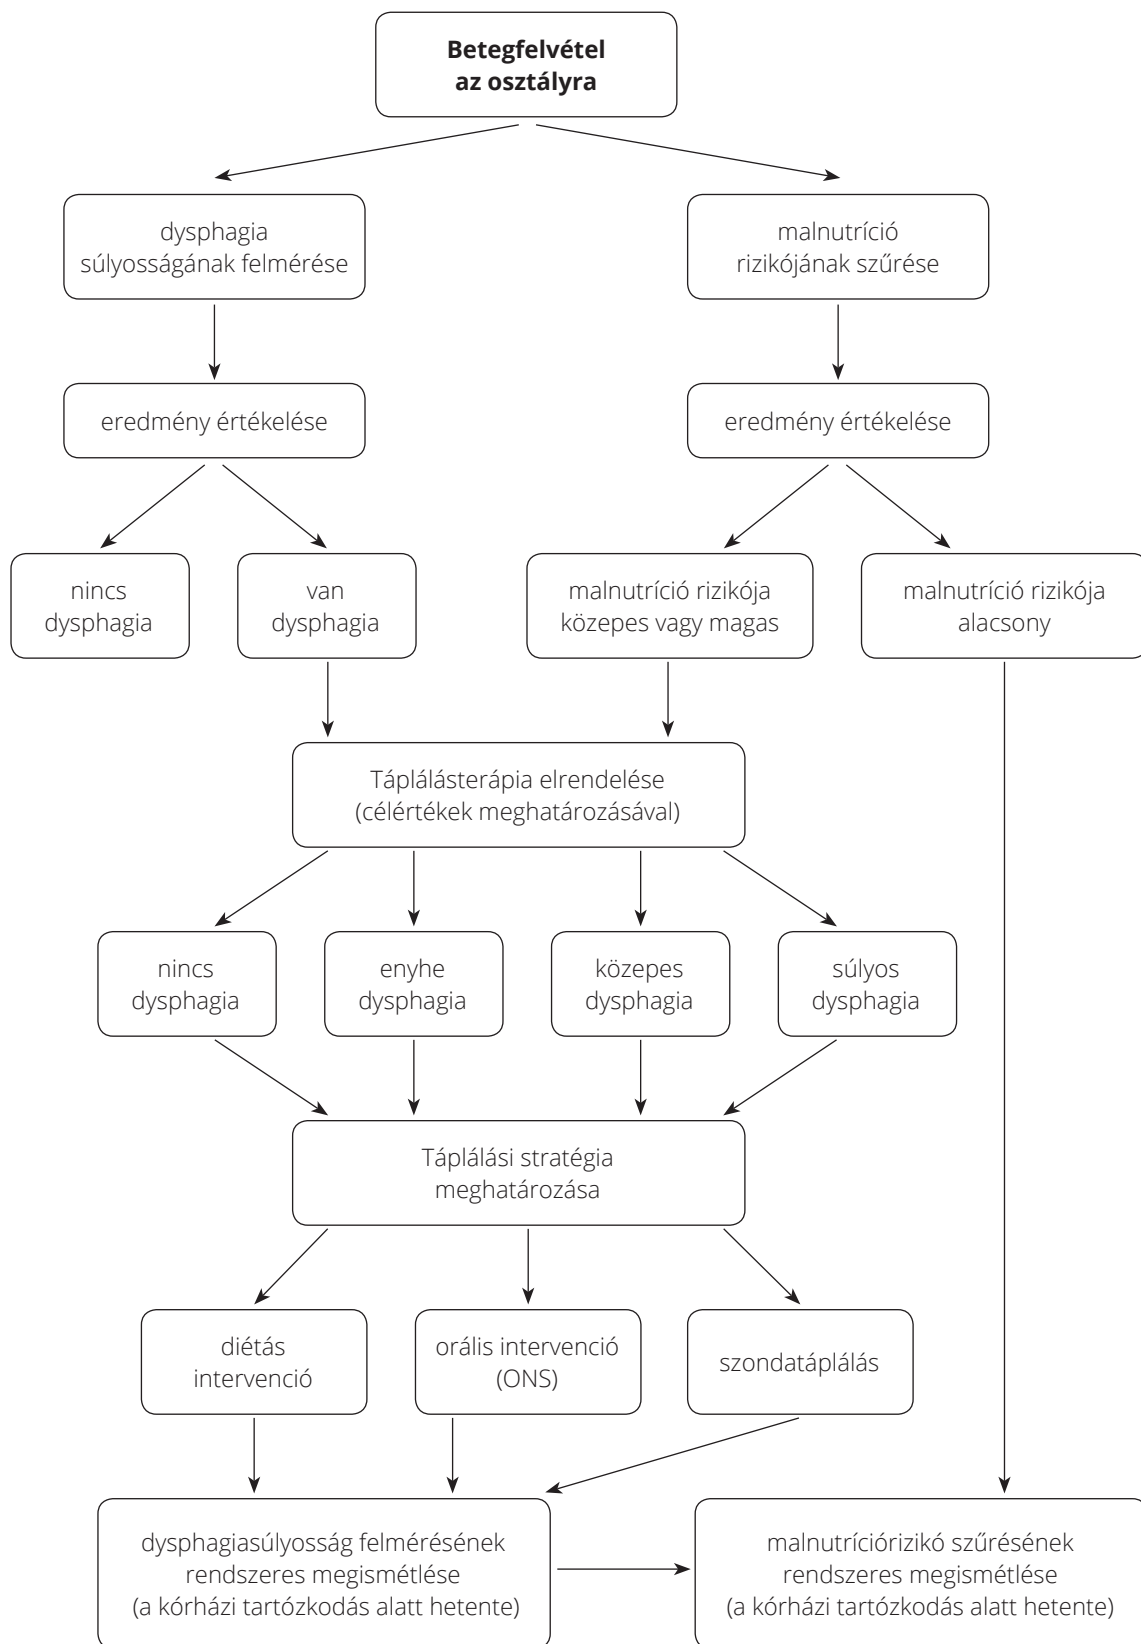 Betegfelvétel
az osztályra
dysphagia
súlyosságának felmérése
malnutríció
rizikójának szűrése
eredmény értékelése
eredmény értékelése
nincs
dysphagia
van
dysphagia
malnutríció rizikója
közepes vagy magas
malnutríció rizikója
alacsony
Táplálásterápia elrendelése
(célértékek meghatározásával)
nincs
dysphagia
enyhe
dysphagia
közepes
dysphagia
súlyos
dysphagia
Táplálási stratégia
meghatározása
diétás
intervenció
orális intervenció
(ONS)
szondatáplálás
dysphagiasúlyosság felmérésének
rendszeres megismétlése
(a kórházi tartózkodás alatt hetente)
malnutríciórizikó szűrésének
rendszeres megismétlése
(a kórházi tartózkodás alatt hetente)